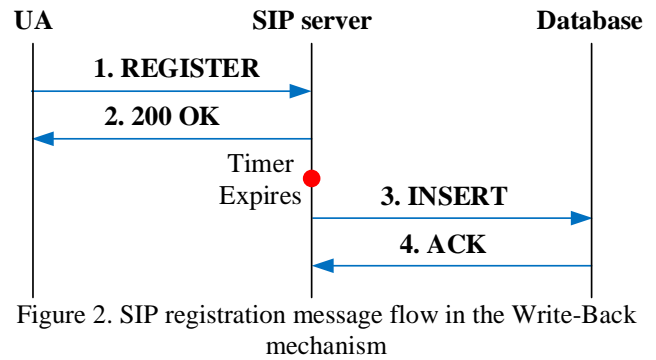 UA SIP server Database
1. REGISTER
2. 200 OK
Timer
Expires
3. INSERT
4. ACK
Figure 2. SIP registration message flow in the Write-Back
mechanism